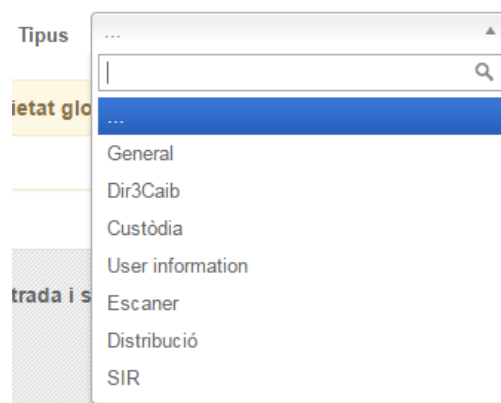 Tipus ...
ietat glo
...
General
Dir3Caib
Custòdia
User information
trada i s
Escaner
Distribució
SIR